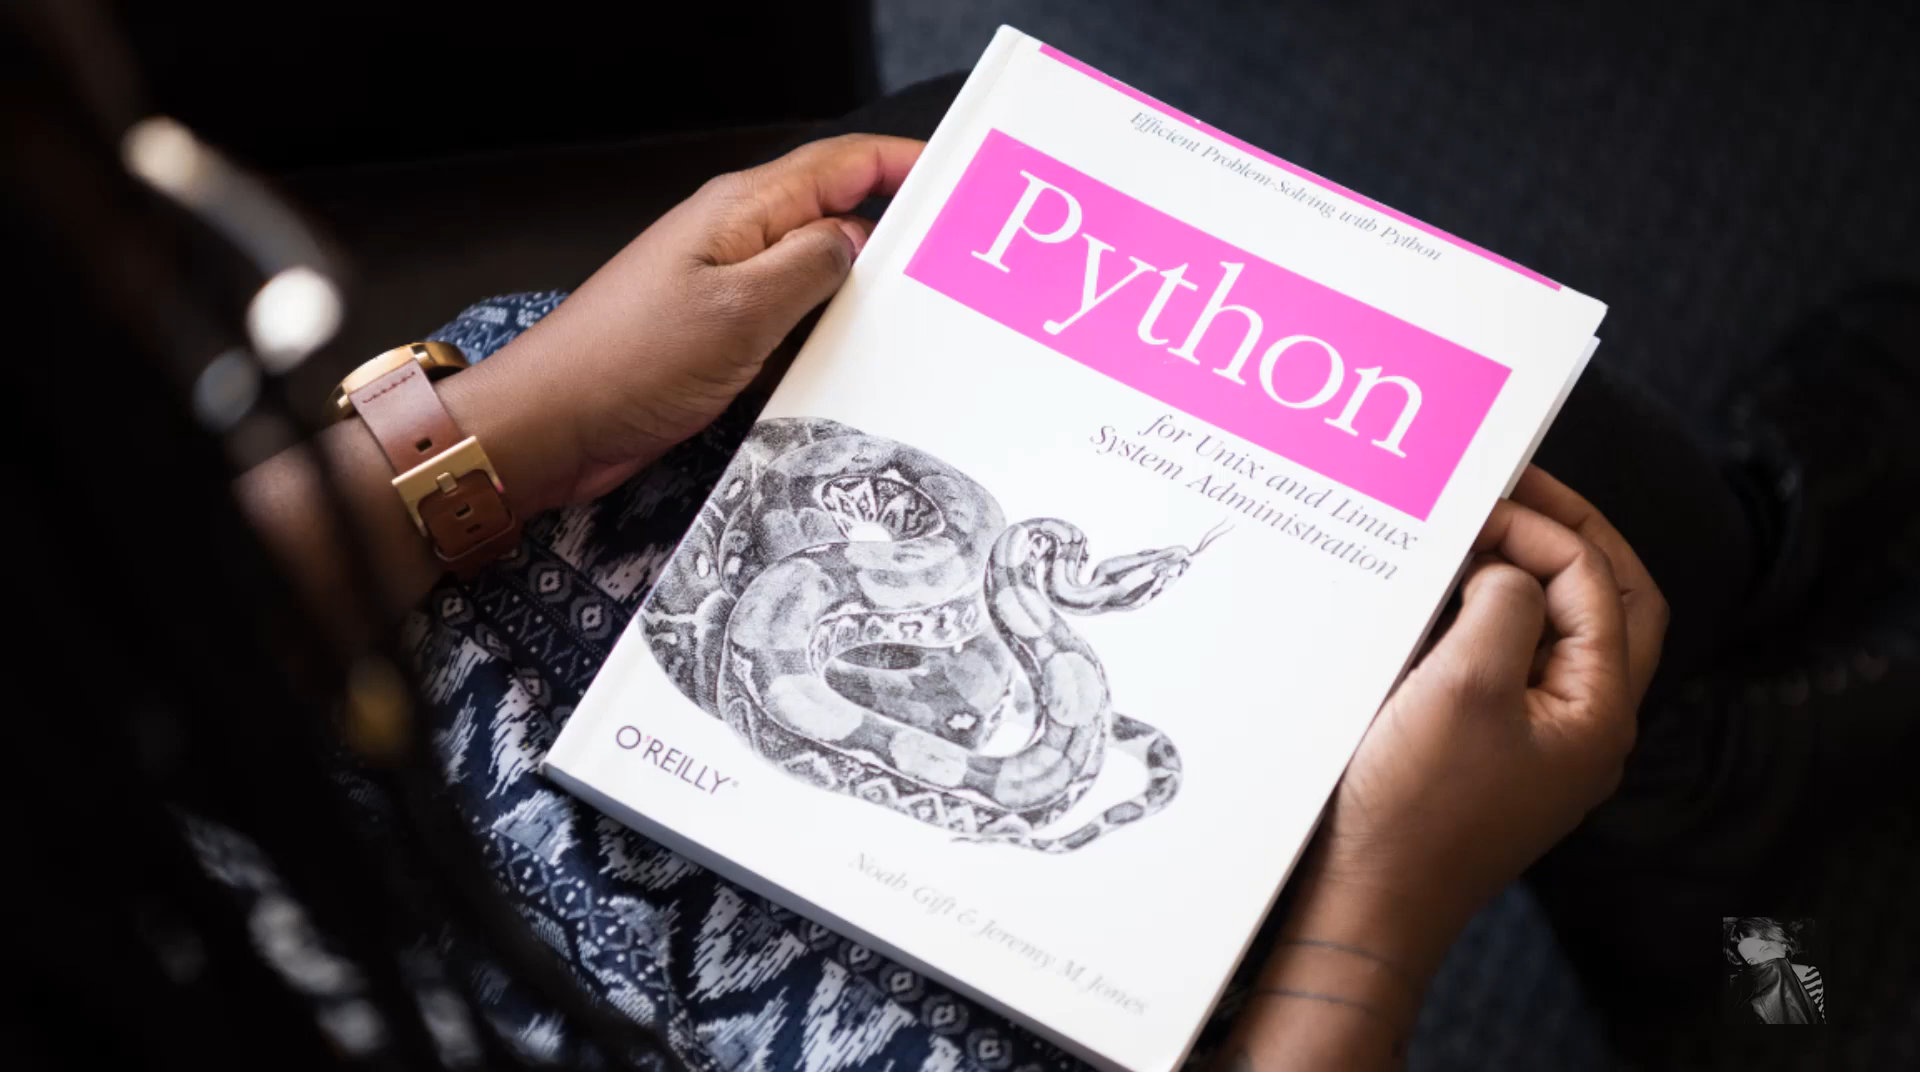 Efficient Problem-Solving with Python
Python
for Unix and Linux
System Administration
O'REILLY®
Noah Gift & Jeremy M. Jones